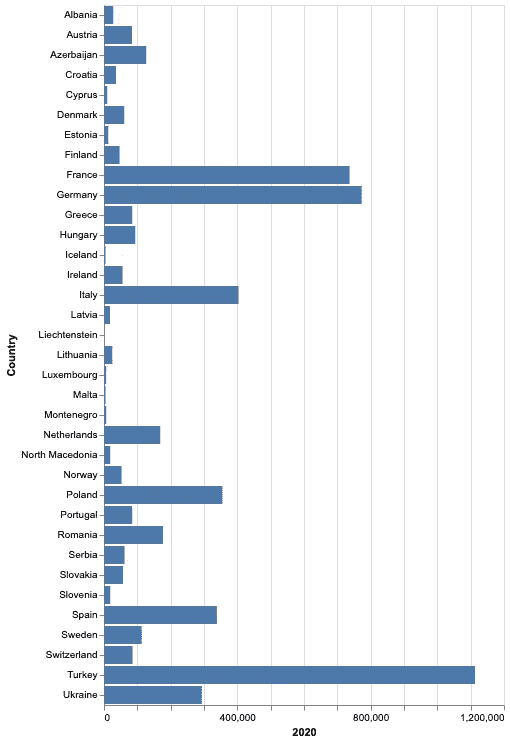 Albania
Austria
Azerbaijan
Croatia
Cyprus
Denmark
Estonia
Finland
France
Germany
Greece
Hungary
Iceland
Ireland
Italy
Latvia
Liechtenstein
Lithuania
Luxembourg
Malta
Montenegro
Netherlands
North Macedonia
Norway
Poland
Portugal
Romania
Serbia
Slovakia
Slovenia
Spain
Sweden
Switzerland
Turkey
Ukraine
Country
0 400,000 800,000 1,200,000
2020